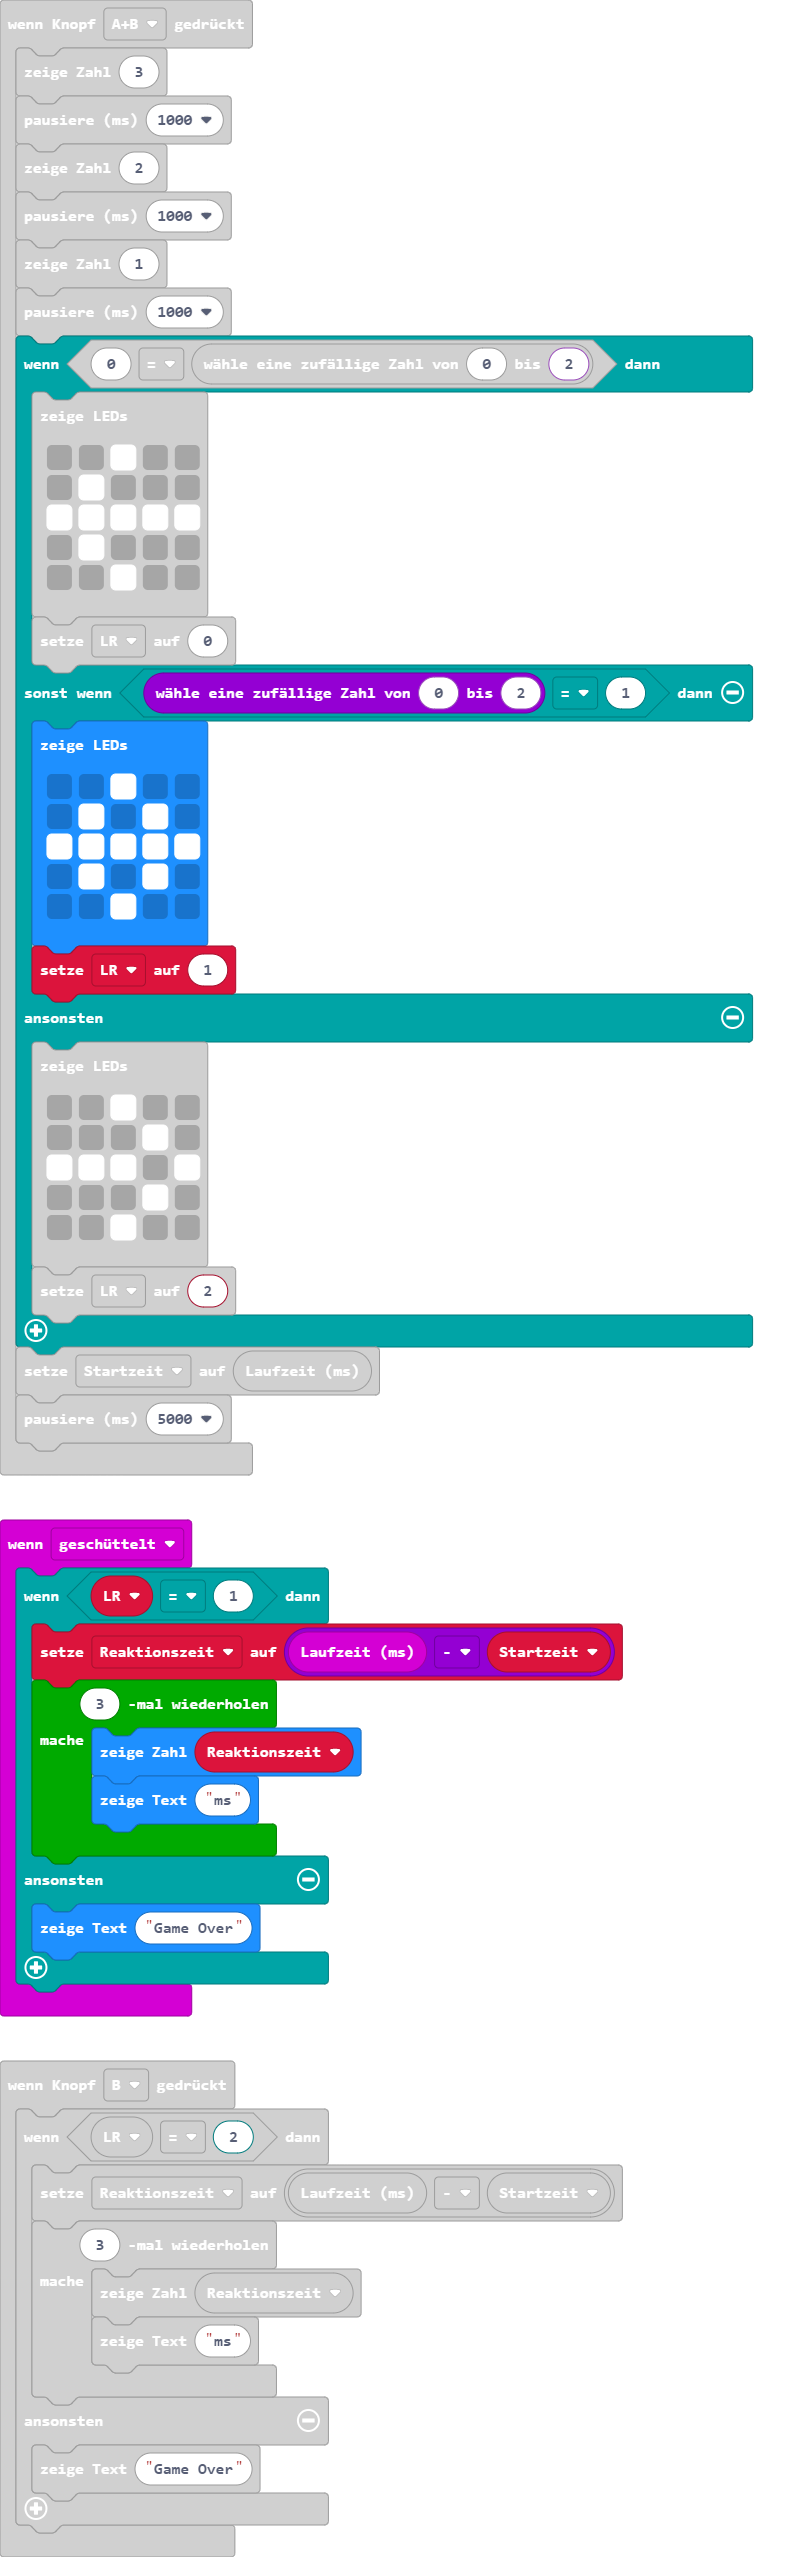 wenn Knopf A+B gedrückt
zeige Zahl 3
pausiere (ms) 1000
zeige Zahl 2
pausiere (ms) 1000
zeige Zahl 1
pausiere (ms) 1000
wenn 0 = wähle eine zufällige Zahl von 0 bis 2 dann
zeige LEDs
setze LR auf 0
sonst wenn wähle eine zufällige Zahl von 0 bis 2 = 1 dann
zeige LEDs
setze LR auf 1
ansonsten
zeige LEDs
setze LR auf 2
setze Startzeit auf Laufzeit (ms)
pausiere (ms) 5000
wenn geschüttelt
wenn LR = 1 dann
setze Reaktionszeit auf Laufzeit (ms) - Startzeit
3 -mal wiederholen
mache
zeige Zahl Reaktionszeit
zeige Text "ms"
ansonsten
zeige Text "Game Over"
wenn Knopf B gedrückt
wenn LR = 2 dann
setze Reaktionszeit auf Laufzeit (ms) - Startzeit
3 -mal wiederholen
mache
zeige Zahl Reaktionszeit
zeige Text "ms"
ansonsten
zeige Text "Game Over"